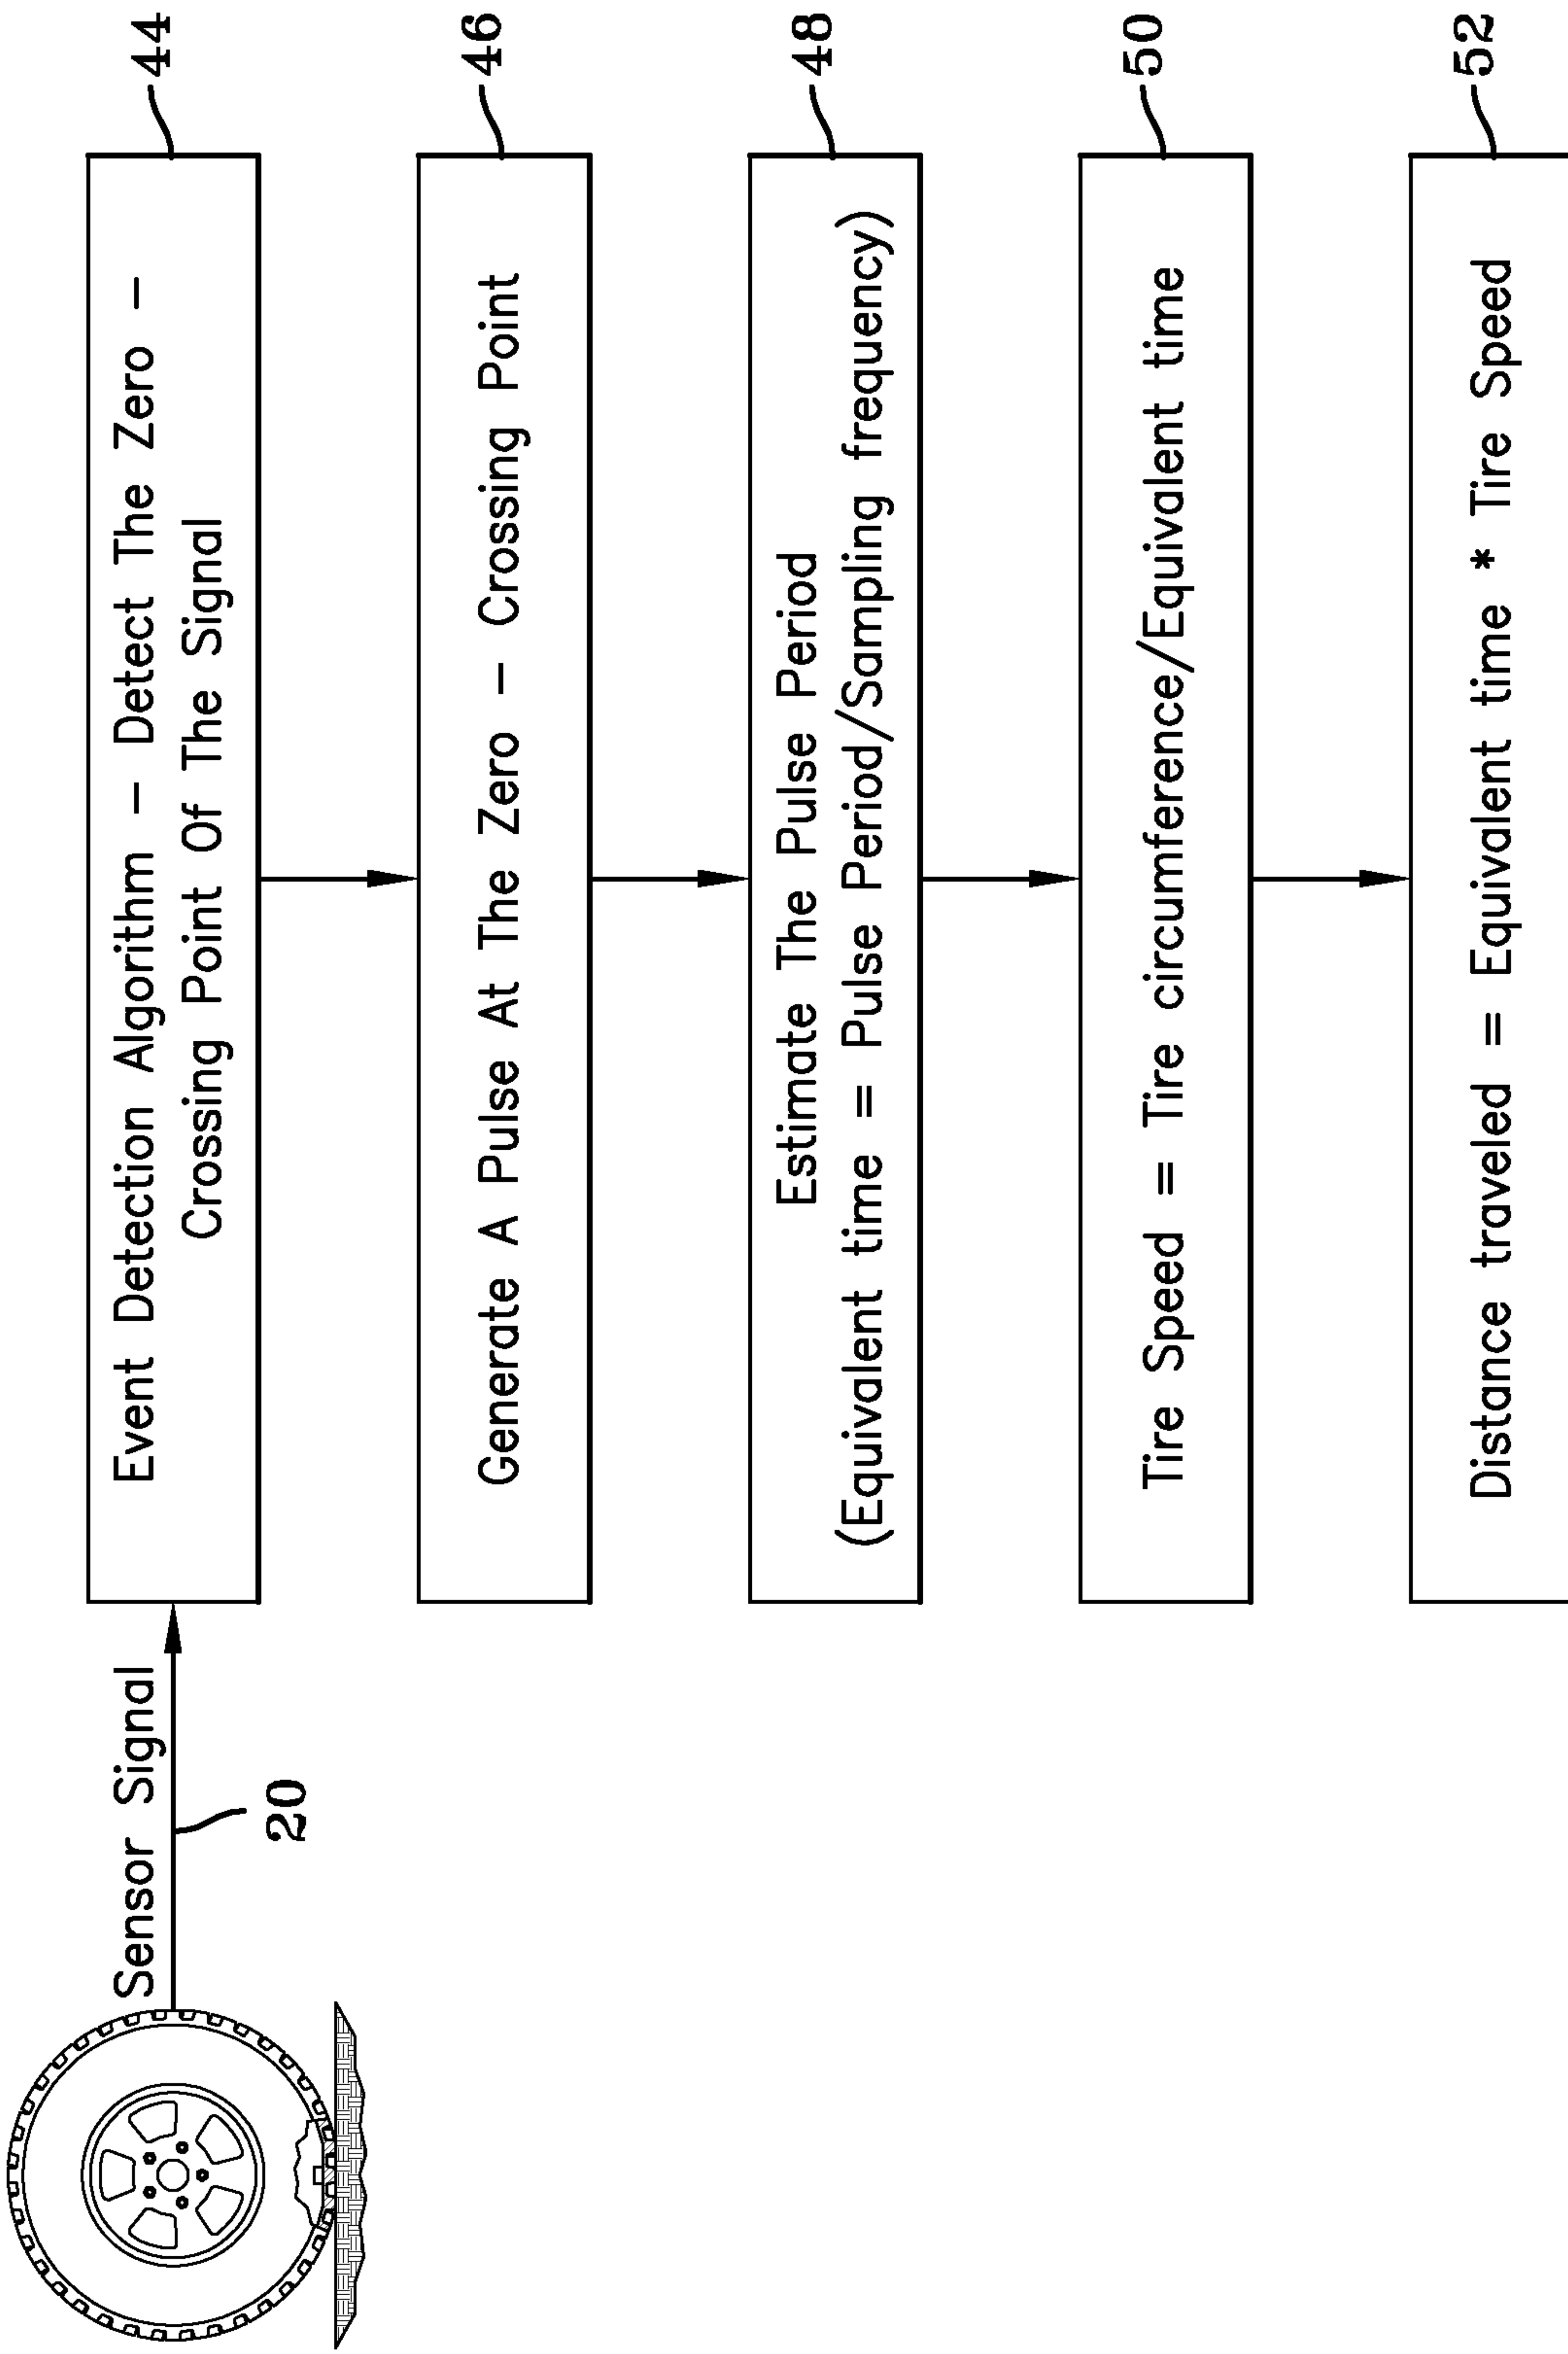 Sensor Signal
20
Event Detection Algorithm – Detect The Zero –
Crossing Point Of The Signal
44
Generate A Pulse At The Zero – Crossing Point
46
Estimate The Pulse Period
(Equivalent time = Pulse Period/Sampling frequency)
48
Tire Speed = Tire circumference/Equivalent time
50
Distance traveled = Equivalent time * Tire Speed
52